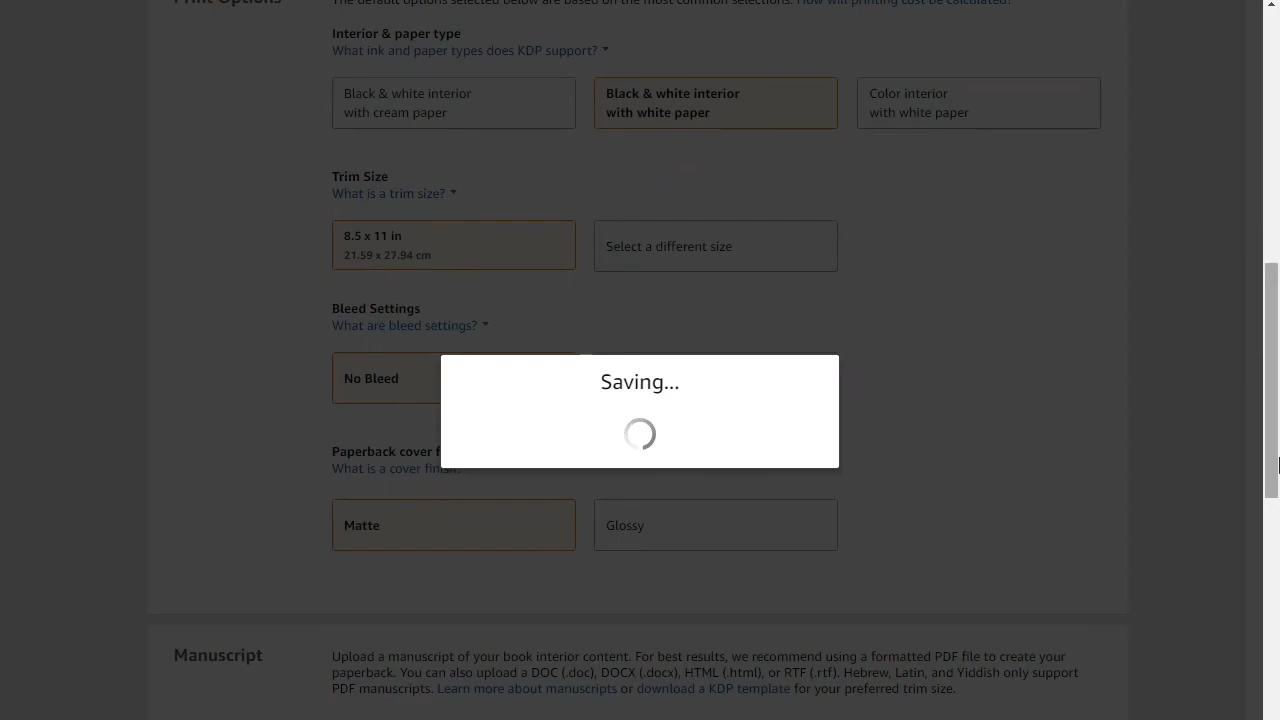 Print Options
The default options selected below are based on the most common selections. How will printing cost be calculated?
Interior & paper type
What ink and paper types does KDP support?
Black & white interior
with cream paper
Black & white interior
with white paper
Color interior
with white paper
Trim Size
What is a trim size?
8.5 x 11 in
21.59 x 27.94 cm
Select a different size
Bleed Settings
What are bleed settings?
No Bleed
Saving...
Paperback cover f
What is a cover finish?
Matte
Glossy
Manuscript
Upload a manuscript of your book interior content. For best results, we recommend using a formatted PDF file to create your
paperback. You can also upload a DOC (.doc), DOCX (.docx), HTML (.html), or RTF (.rtf). Hebrew, Latin, and Yiddish only support
PDF manuscripts. Learn more about manuscripts or download a KDP template for your preferred trim size.